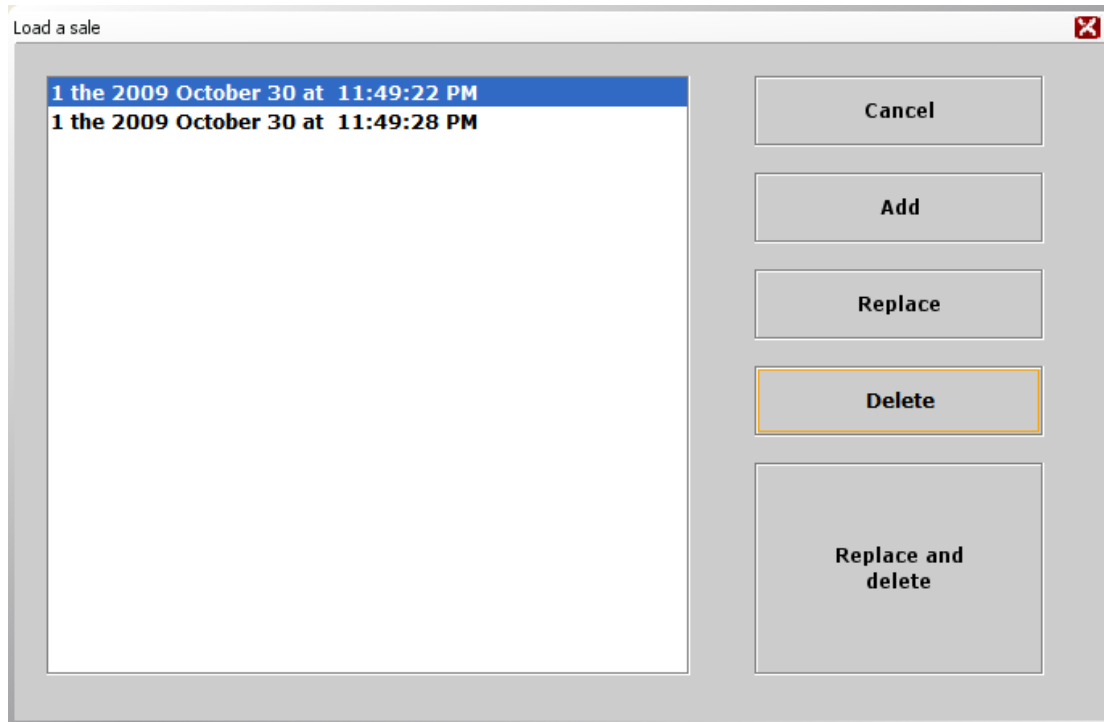 Load a sale
1 the 2009 October 30 at  11:49:22 PM
1 the 2009 October 30 at  11:49:28 PM
Cancel
Add
Replace
Delete
Replace and
delete